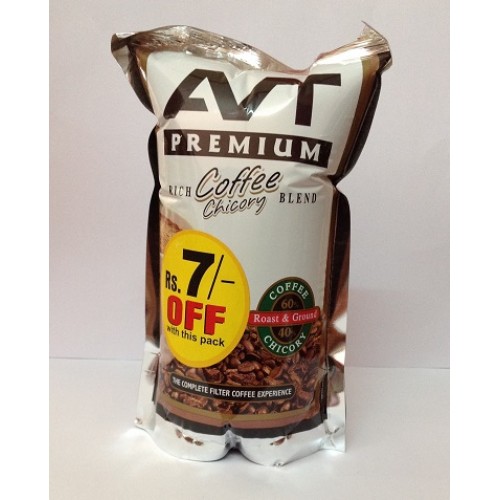 AVT
PREMIUM
RICH Coffee Chicory BLEND
Rs. 7/-
OFF
with this pack
COFFEE
60%
Roast & Ground
40%
CHICORY
THE COMPLETE FILTER COFFEE EXPERIENCE